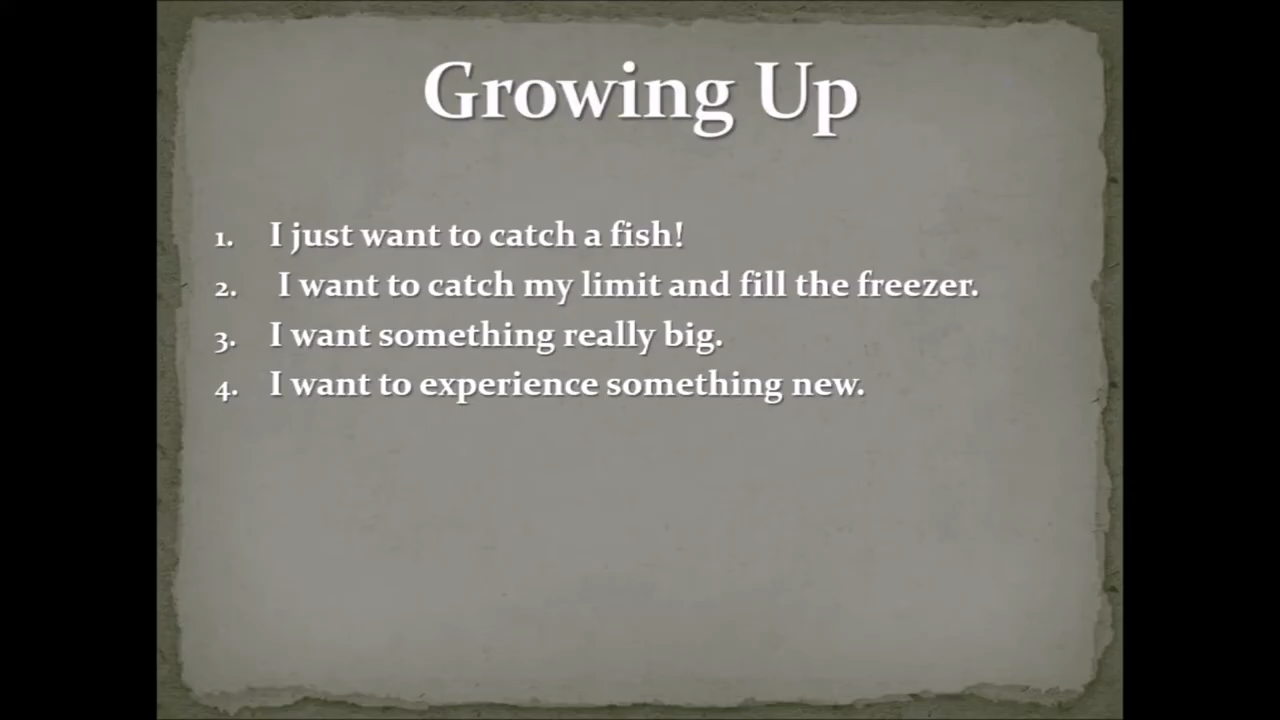 Growing Up
1. I just want to catch a fish!
2. I want to catch my limit and fill the freezer.
3. I want something really big.
4. I want to experience something new.